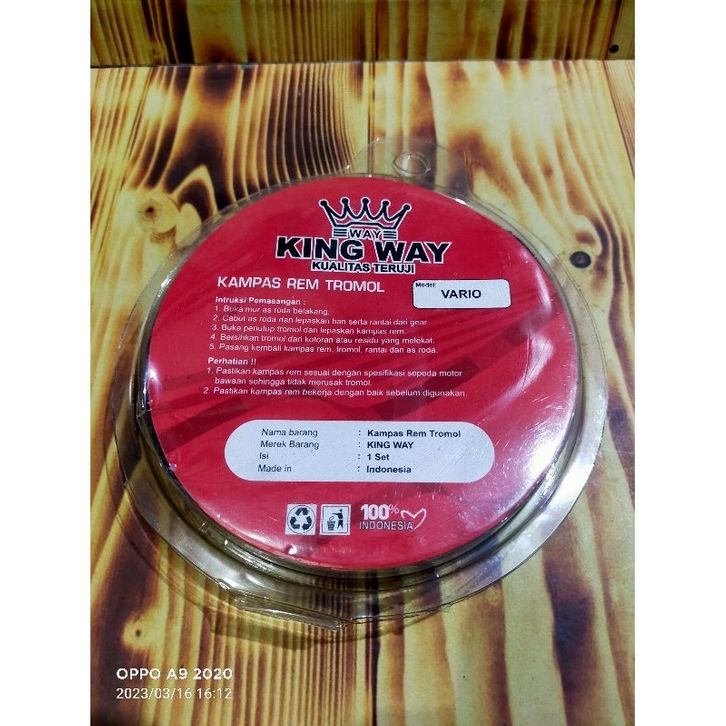 WAY
KING WAY
KUALITAS TERUJI
KAMPAS REM TROMOL
Model:
VARIO
Intruksi Pemasangan :
1. Buka mur as roda belakang.
2. Cabut as roda dan lepaskan ban serta rantai dari gear.
3. Buka penutup tromol dan lepaskan kampas rem.
4. Bersihkan tromol dari kotoran atau residu yang melekat.
5. Pasang kembali kampas rem, tromol, rantai dan as roda.
Perhatian !!
1. Pastikan kampas rem sesuai dengan spesifikasi sepeda motor
bawaan sehingga tidak merusak tromol.
2. Pastikan kampas rem bekerja dengan baik sebelum digunakan.
Nama barang : Kampas Rem Tromol
Merek Barang : KING WAY
Isi : 1 Set
Made in : Indonesia
100%
INDONESIA
OPPO A9 2020
2023/03/16 16:12